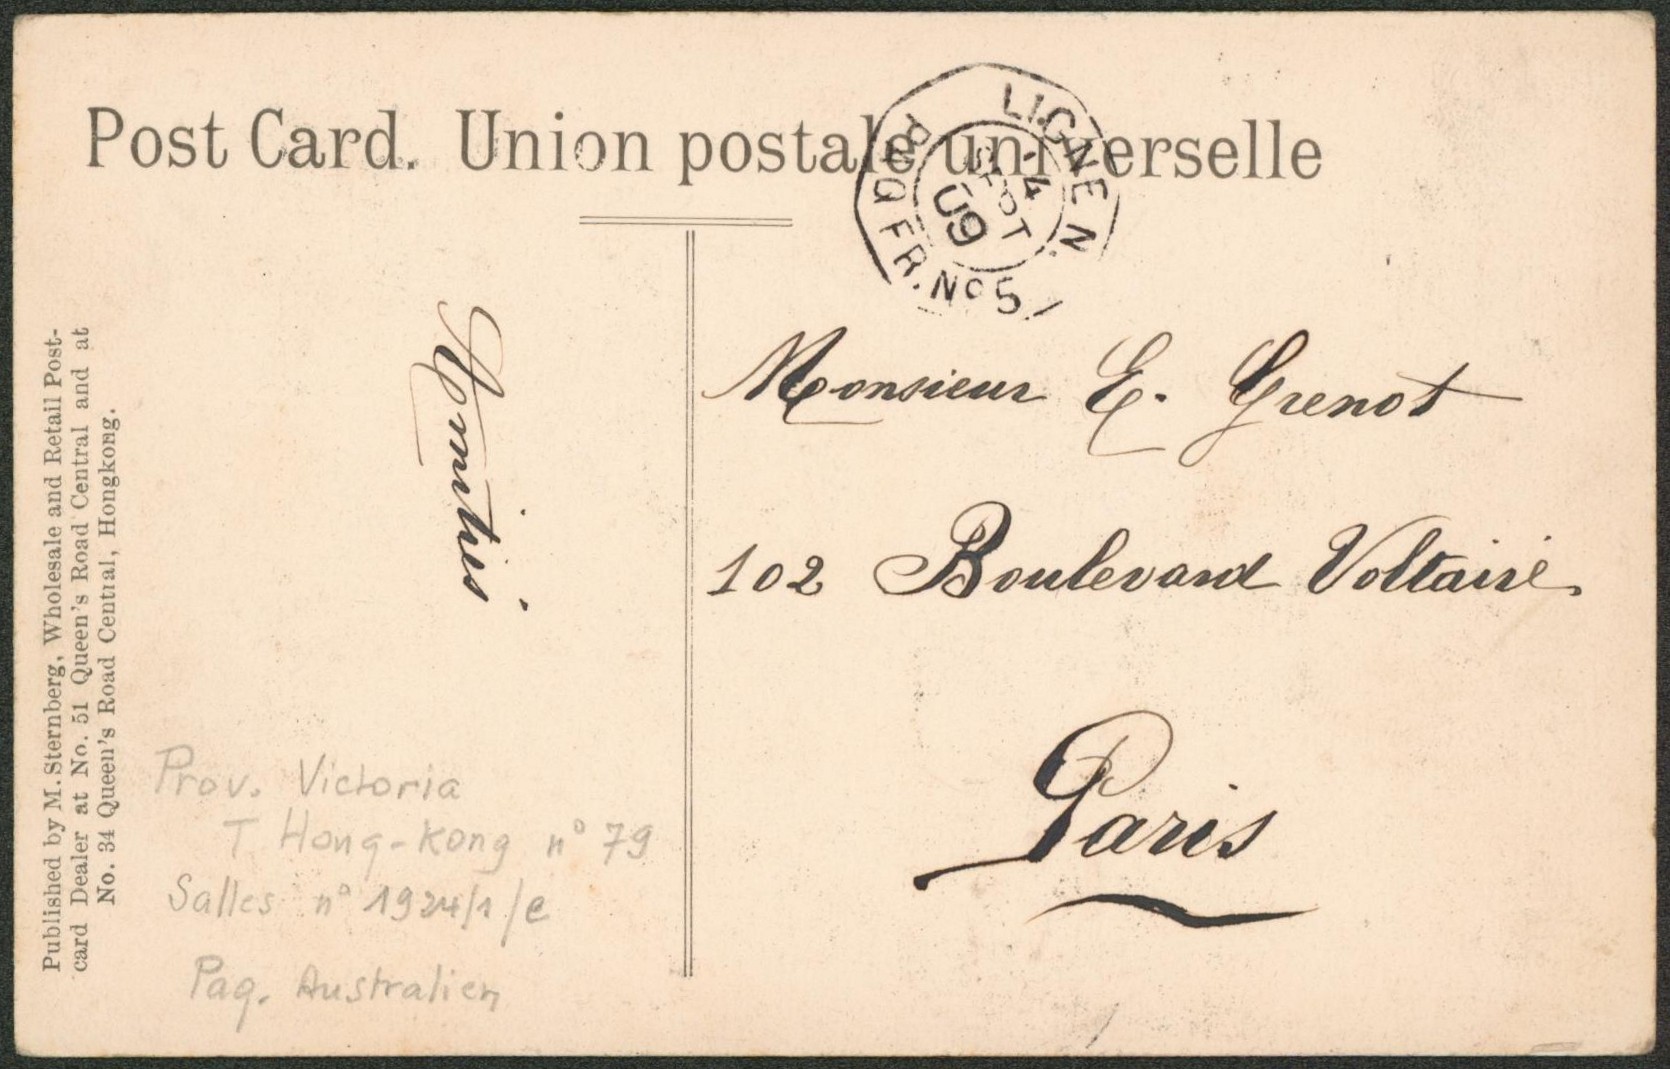 Post Card. Union postale universelle
LIGNE N.
PAQ FR. No 5
14
SEPT
09
Monsieur E. Grenot
102 Boulevard Voltaire
Paris
Published by M. Sternberg, Wholesale and Retail Post-
card Dealer at No. 51 Queen's Road Central and at
No. 34 Queen's Road Central, Hongkong.
Prov. Victoria
T Hong-Kong n° 79
Salles n° 1924/1/e
Paq. Australien